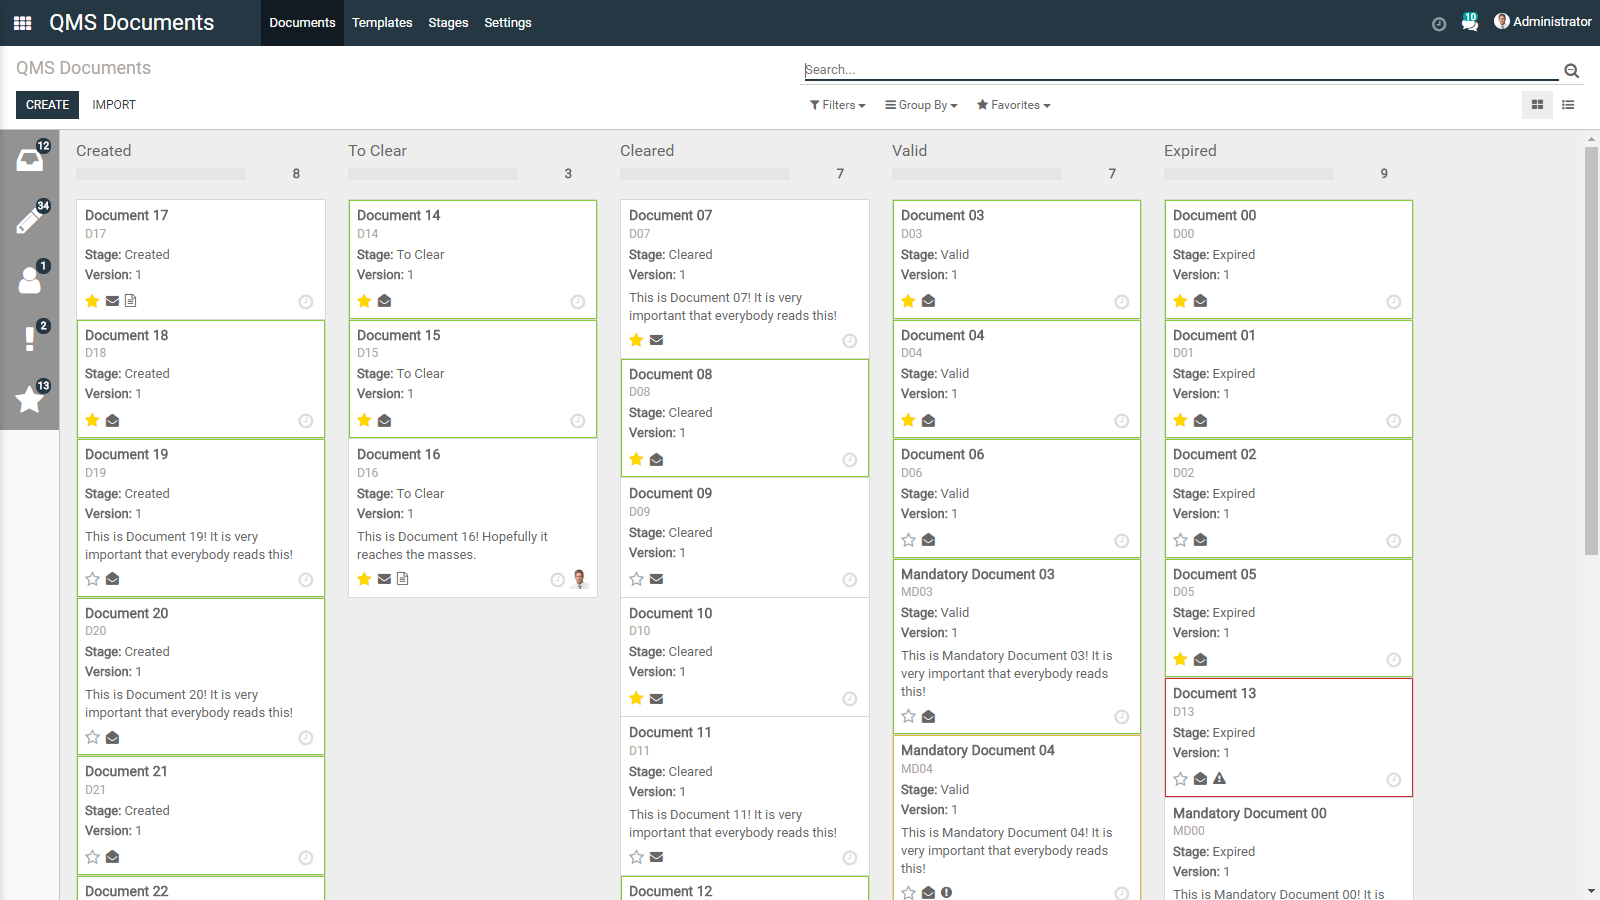 QMS Documents
Documents
Templates
Stages
Settings
10
Administrator
QMS Documents
Search...
CREATE
IMPORT
Filters
Group By
Favorites
12
34
1
2
13
Created
8
Document 17
D17
Stage: Created
Version: 1
Document 18
D18
Stage: Created
Version: 1
Document 19
D19
Stage: Created
Version: 1
This is Document 19! It is very
important that everybody reads this!
Document 20
D20
Stage: Created
Version: 1
This is Document 20! It is very
important that everybody reads this!
Document 21
D21
Stage: Created
Version: 1
Document 22
To Clear
3
Document 14
D14
Stage: To Clear
Version: 1
Document 15
D15
Stage: To Clear
Version: 1
Document 16
D16
Stage: To Clear
Version: 1
This is Document 16! Hopefully it
reaches the masses.
Cleared
7
Document 07
D07
Stage: Cleared
Version: 1
This is Document 07! It is very
important that everybody reads this!
Document 08
D08
Stage: Cleared
Version: 1
Document 09
D09
Stage: Cleared
Version: 1
Document 10
D10
Stage: Cleared
Version: 1
Document 11
D11
Stage: Cleared
Version: 1
This is Document 11! It is very
important that everybody reads this!
Document 12
Valid
7
Document 03
D03
Stage: Valid
Version: 1
Document 04
D04
Stage: Valid
Version: 1
Document 06
D06
Stage: Valid
Version: 1
Mandatory Document 03
MD03
Stage: Valid
Version: 1
This is Mandatory Document 03! It is
very important that everybody reads
this!
Mandatory Document 04
MD04
Stage: Valid
Version: 1
This is Mandatory Document 04! It is
very important that everybody reads
this!
Expired
9
Document 00
D00
Stage: Expired
Version: 1
Document 01
D01
Stage: Expired
Version: 1
Document 02
D02
Stage: Expired
Version: 1
Document 05
D05
Stage: Expired
Version: 1
Document 13
D13
Stage: Expired
Version: 1
Mandatory Document 00
MD00
Stage: Expired
Version: 1
This is Mandatory Document 00! It is